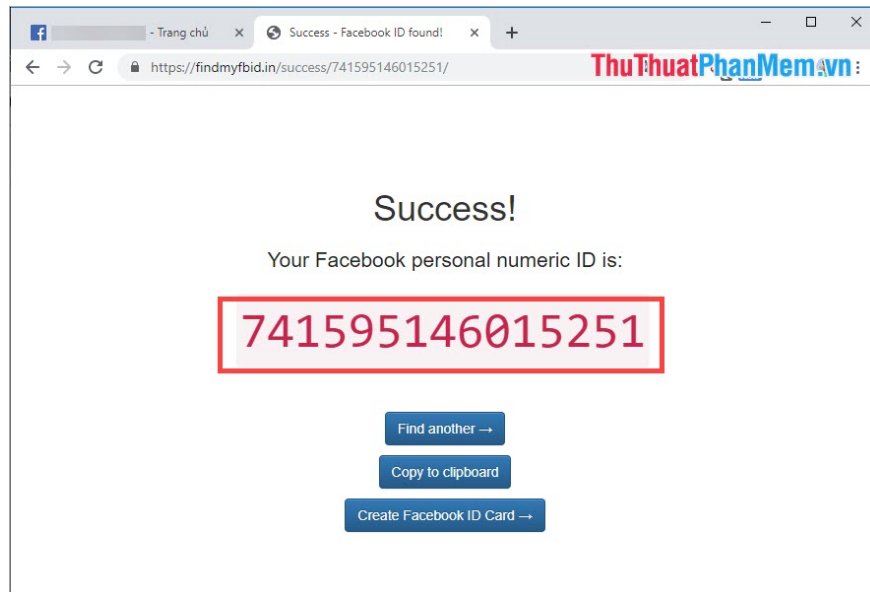 - Trang chủ
Success - Facebook ID found!
https://findmyfbid.in/success/741595146015251/
ThuThuatPhanMem.vn
Success!
Your Facebook personal numeric ID is:
741595146015251
Find another →
Copy to clipboard
Create Facebook ID Card →